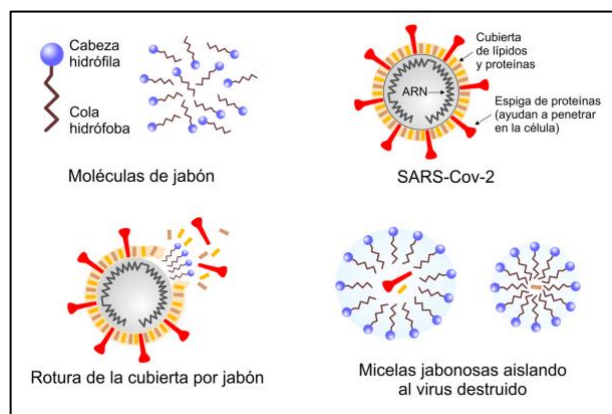 Cabeza
hidrófila
Cola
hidrófoba
Moléculas de jabón
Cubierta
de lípidos
y proteínas
ARN
Espiga de proteínas
(ayudan a penetrar
en la célula)
SARS-Cov-2
Rotura de la cubierta por jabón
Micelas jabonosas aislando
al virus destruido